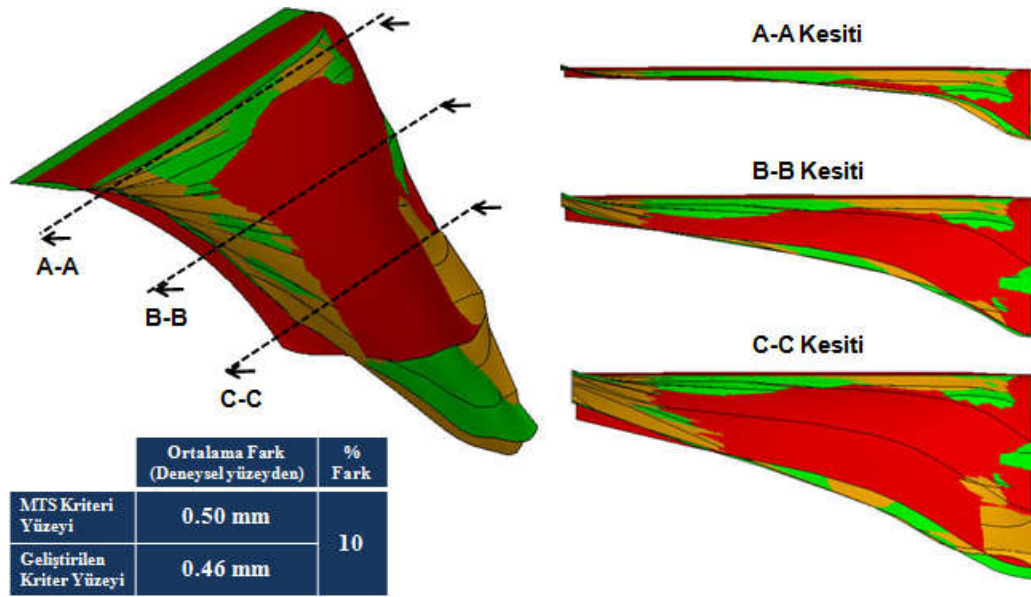 A-A Kesiti
B-B Kesiti
C-C Kesiti
A-A
B-B
C-C
Ortalama Fark
(Deneysel yüzeyden)
%
Fark
MTS Kriteri
Yüzeyi
0.50 mm
10
Geliştirilen
Kriter Yüzeyi
0.46 mm